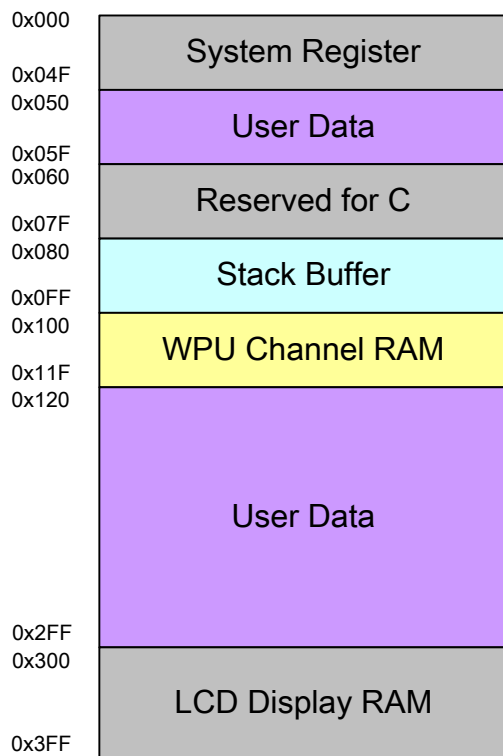 0x000
System Register
0x04F
0x050
User Data
0x05F
0x060
Reserved for C
0x07F
0x080
Stack Buffer
0x0FF
0x100
WPU Channel RAM
0x11F
0x120
User Data
0x2FF
0x300
LCD Display RAM
0x3FF